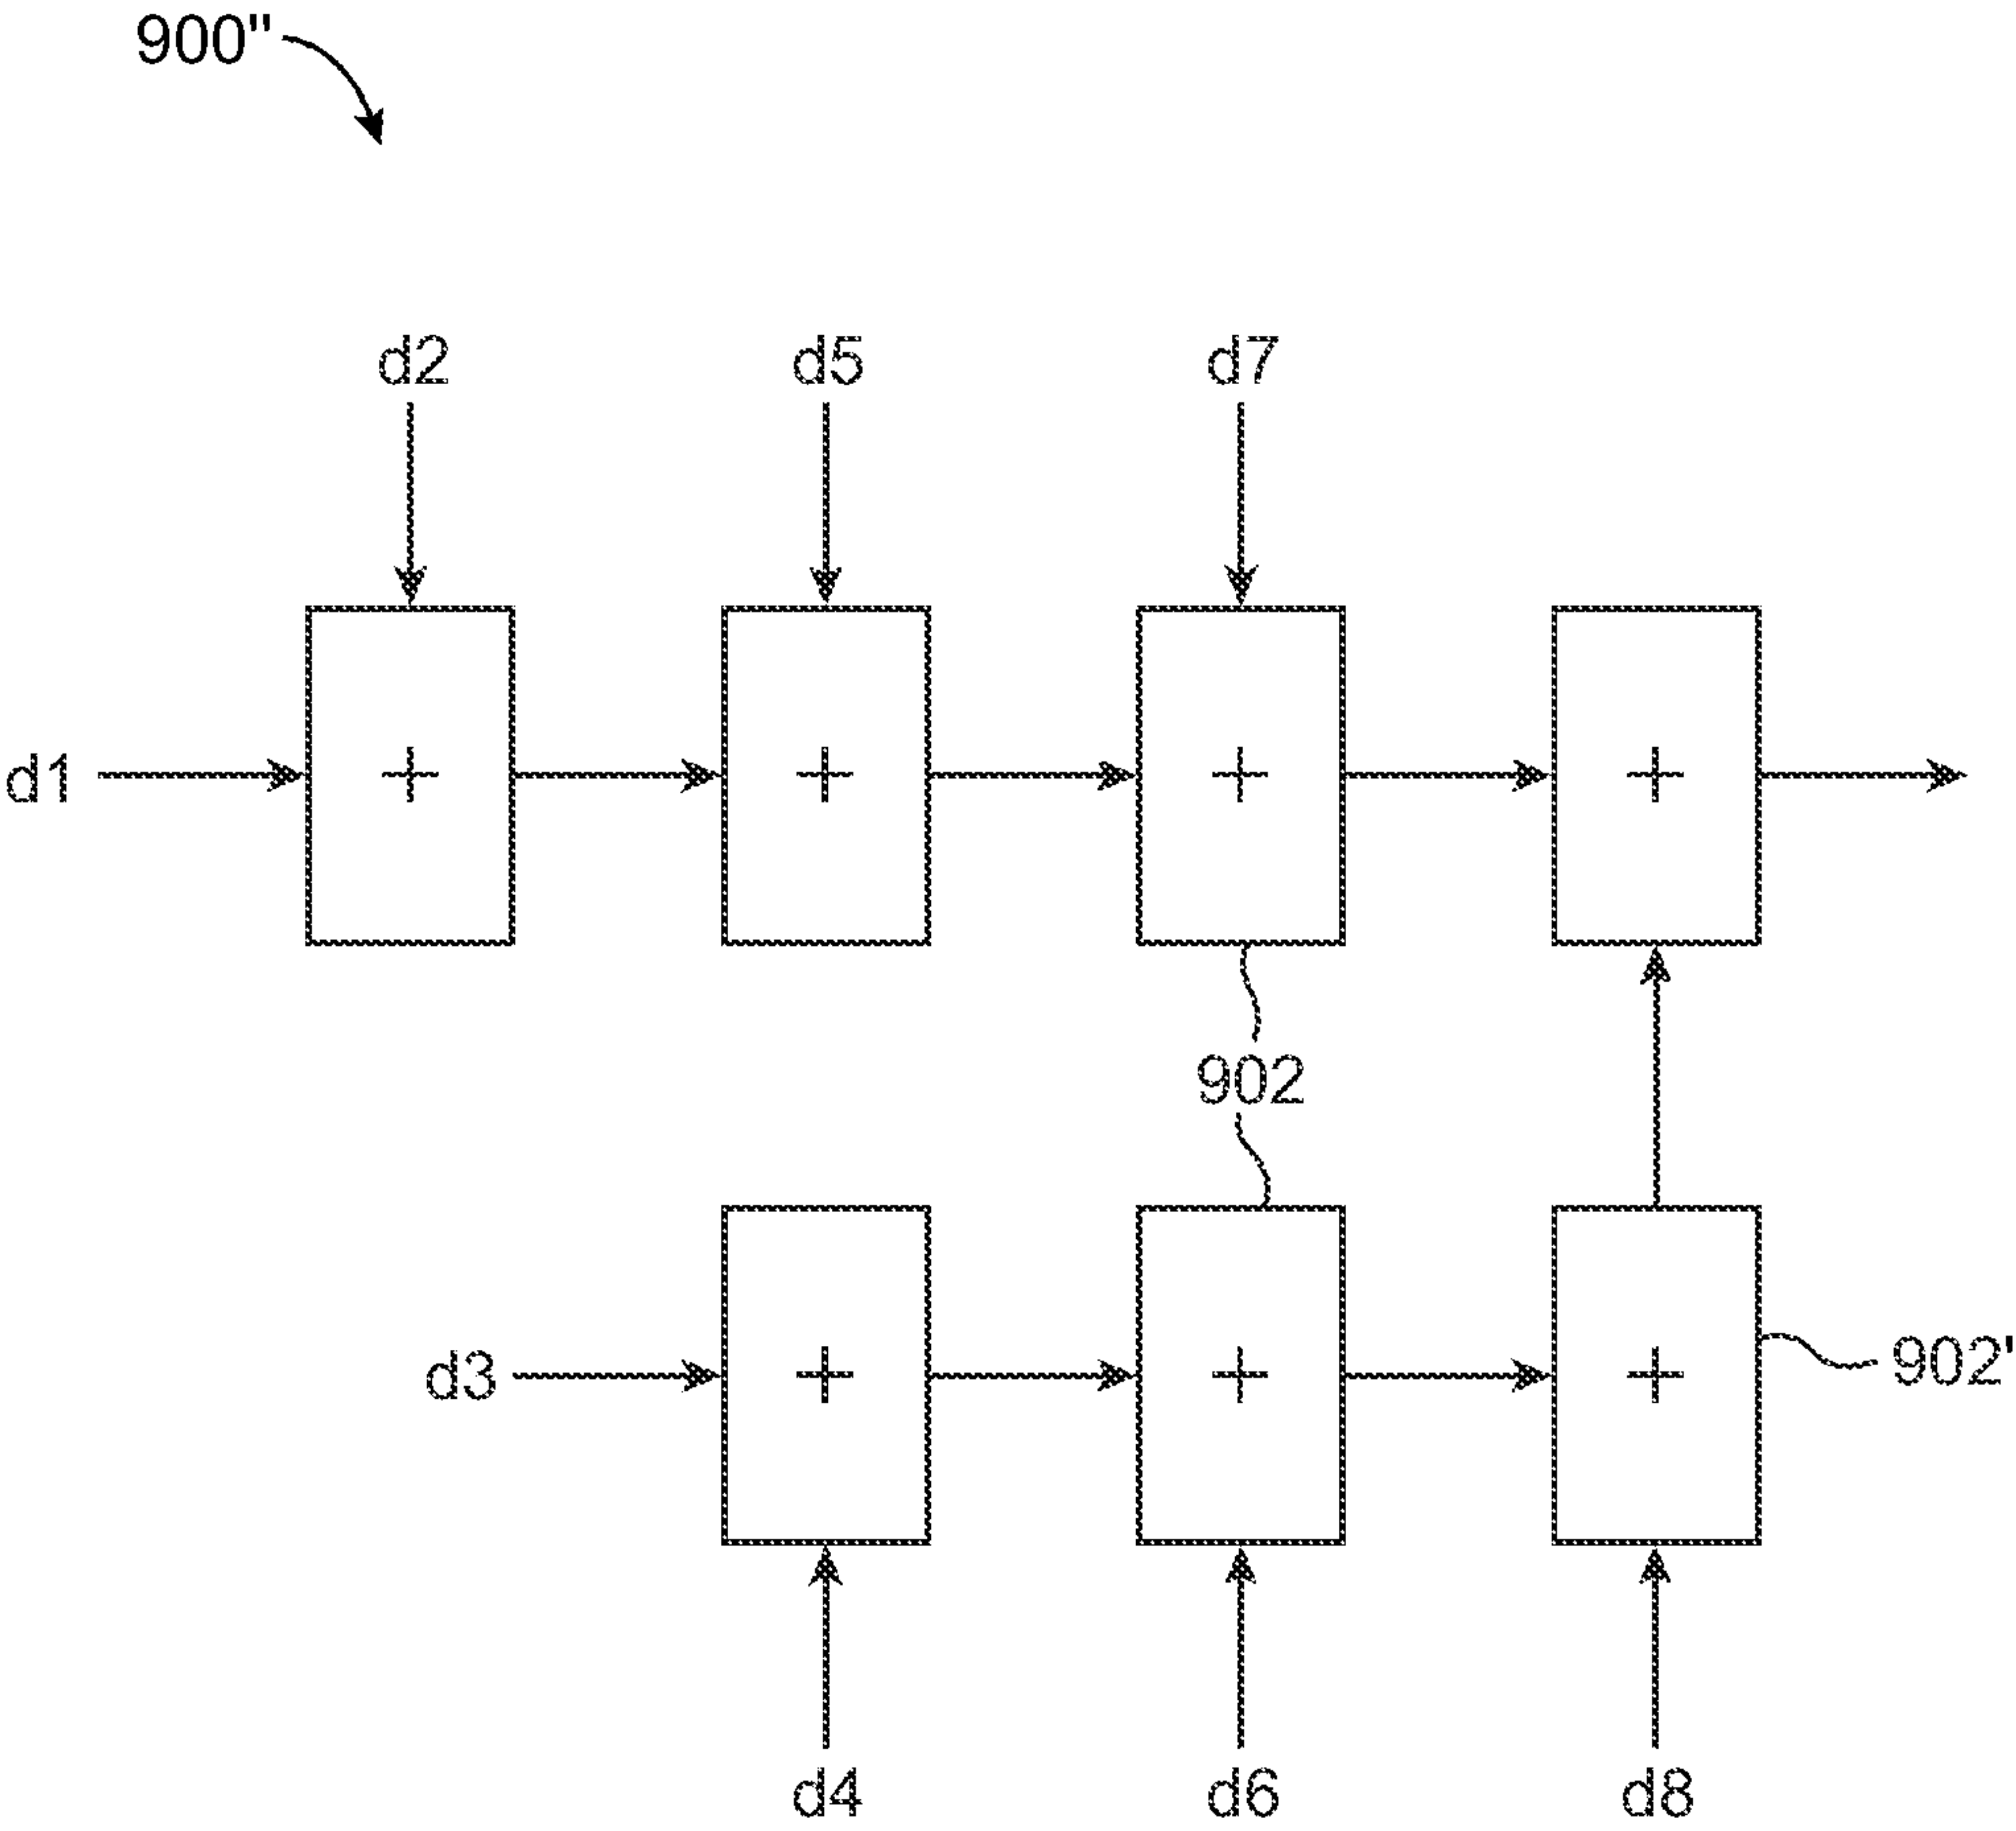 900"
d2 d5 d7
d1 + + + +
902
d3 + + + 902'
d4 d6 d8